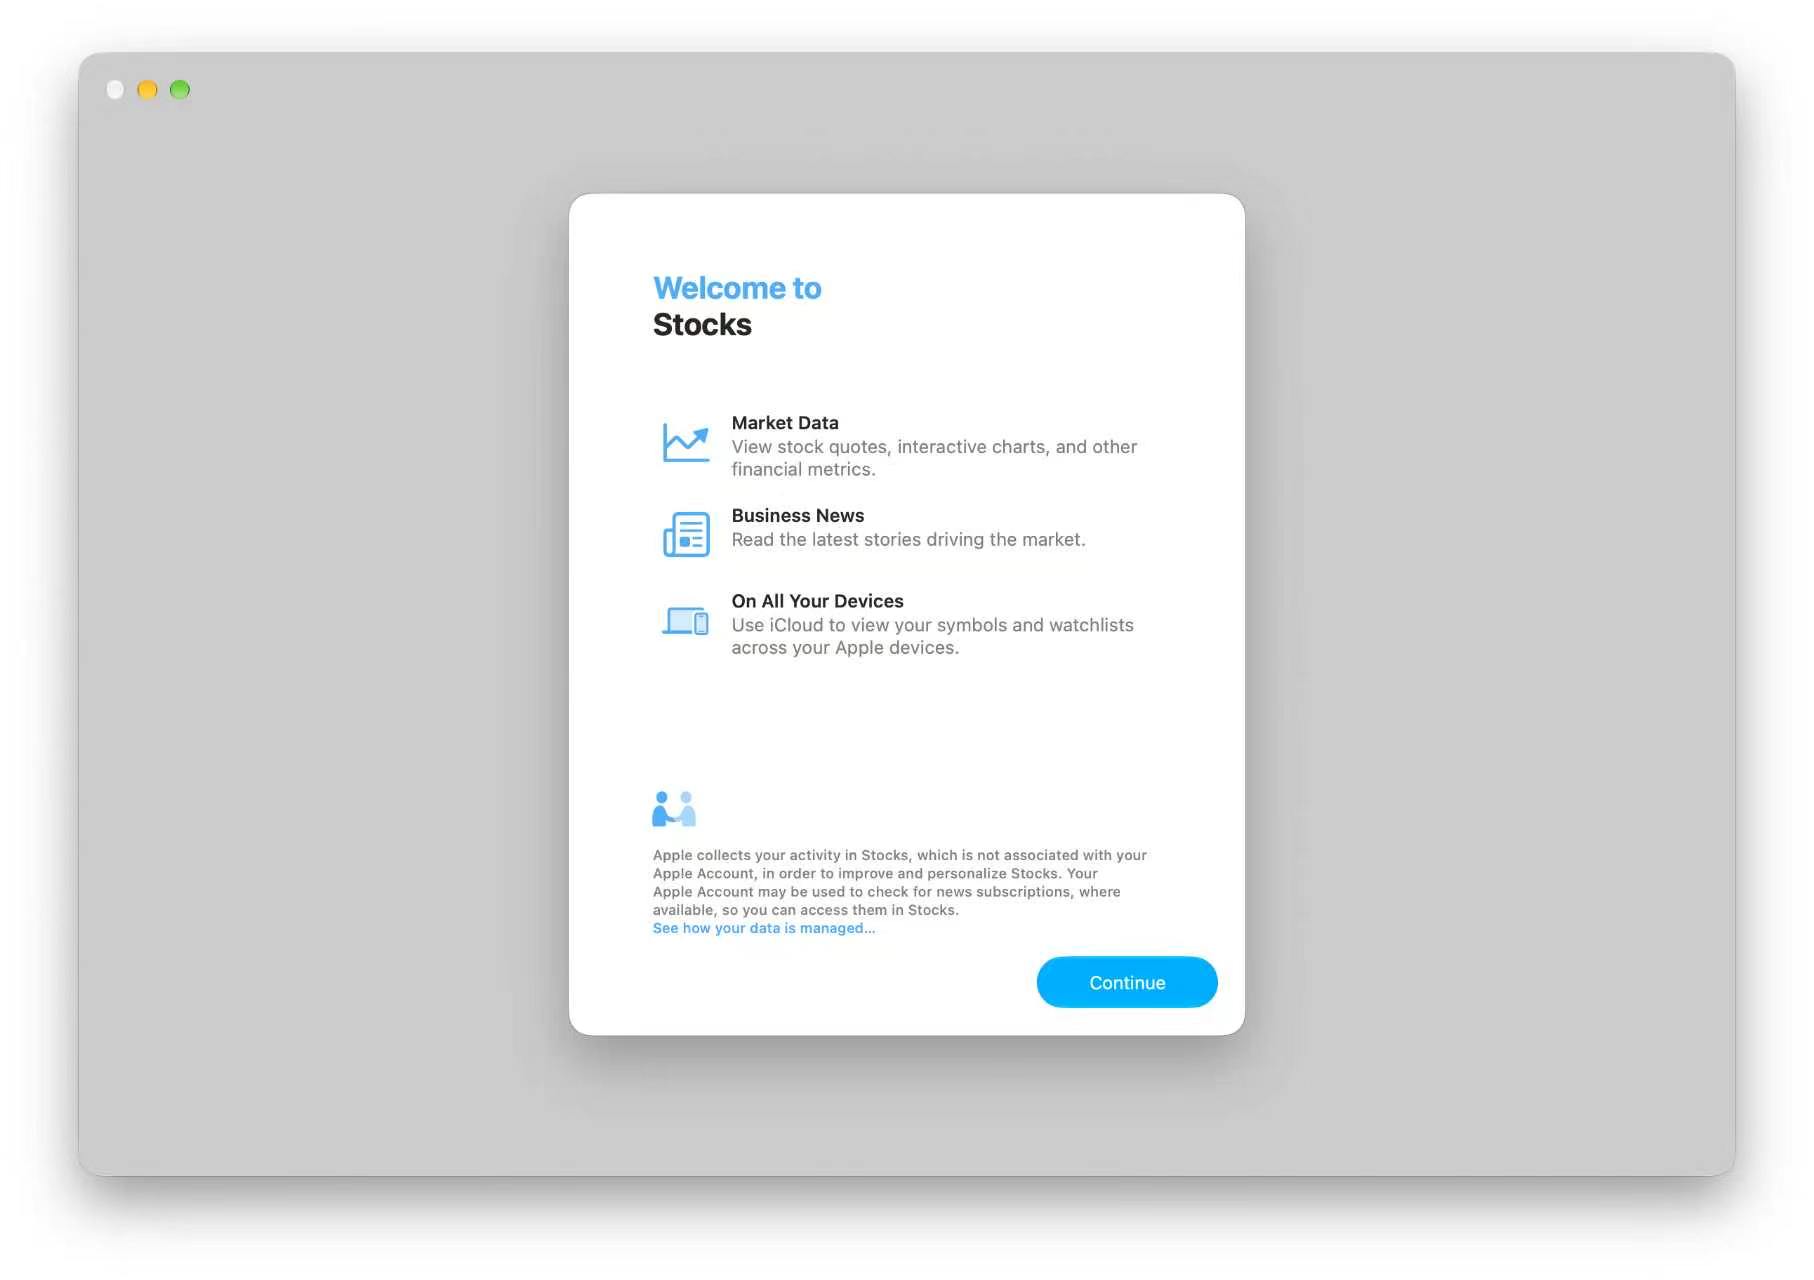 Welcome to
Stocks
Market Data
View stock quotes, interactive charts, and other
financial metrics.
Business News
Read the latest stories driving the market.
On All Your Devices
Use iCloud to view your symbols and watchlists
across your Apple devices.
Apple collects your activity in Stocks, which is not associated with your
Apple Account, in order to improve and personalize Stocks. Your
Apple Account may be used to check for news subscriptions, where
available, so you can access them in Stocks.
See how your data is managed...
Continue